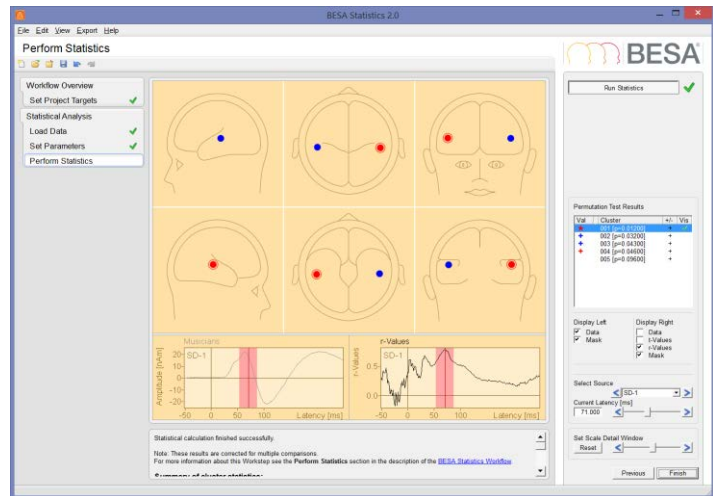 BESA Statistics 2.0
File Edit View Export Help
Perform Statistics
BESA
Workflow Overview
Set Project Targets
Statistical Analysis
Load Data
Set Parameters
Perform Statistics
Run Statistics
Permutation Test Results
Val Cluster +/- Vis
001 [p=0.01200] +
002 [p=0.03200] +
003 [p=0.04300] +
004 [p=0.04600] +
005 [p=0.09600] +
Display Left Display Right
Data Data
Mask t-Values
r-Values
Mask
Select Source
SD-1
Current Latency [ms]
71.000
Set Scale Detail Window
Reset
Previous Finish
Musicians
SD-1
Amplitude [nAm]
20
10
0
-10
-20
-50 0 50 100 Latency [ms]
r-Values
SD-1
r-Values
0.5
0.0
-50 0 50 100 Latency [ms]
Statistical calculation finished successfully.
Note: These results are corrected for multiple comparisons.
For more information about this Workstep see the Perform Statistics section in the description of the BESA Statistics Workflow.
Summary of cluster statistics: